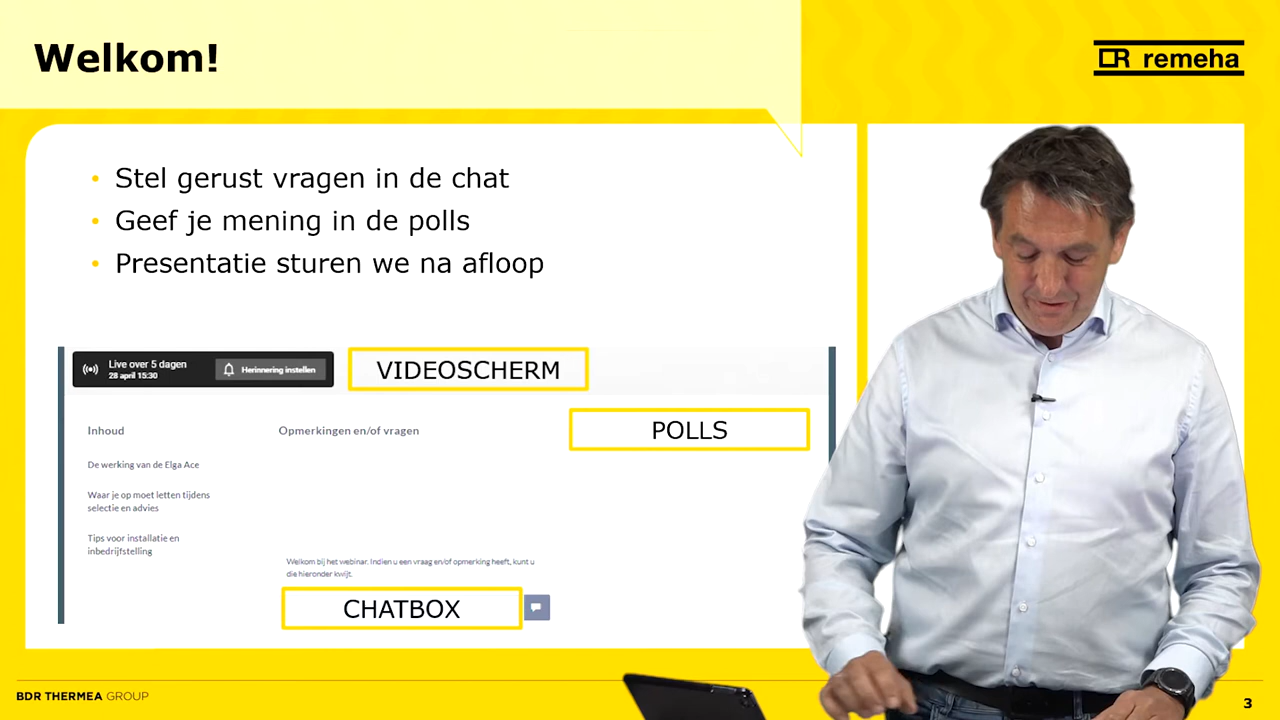 Welkom!
remeha
• Stel gerust vragen in de chat
• Geef je mening in de polls
• Presentatie sturen we na afloop
Live over 5 dagen
28 april 15:30
Herinnering instellen
VIDEOSCHERM
POLLS
Inhoud
Opmerkingen en/of vragen
De werking van de Elga Ace
Waar je op moet letten tijdens
selectie en advies
Tips voor installatie en
inbedrijfstelling
Welkom bij het webinar. Indien u een vraag en/of opmerking heeft, kunt u
die hieronder kwijt.
CHATBOX
BDR THERMEA GROUP
3